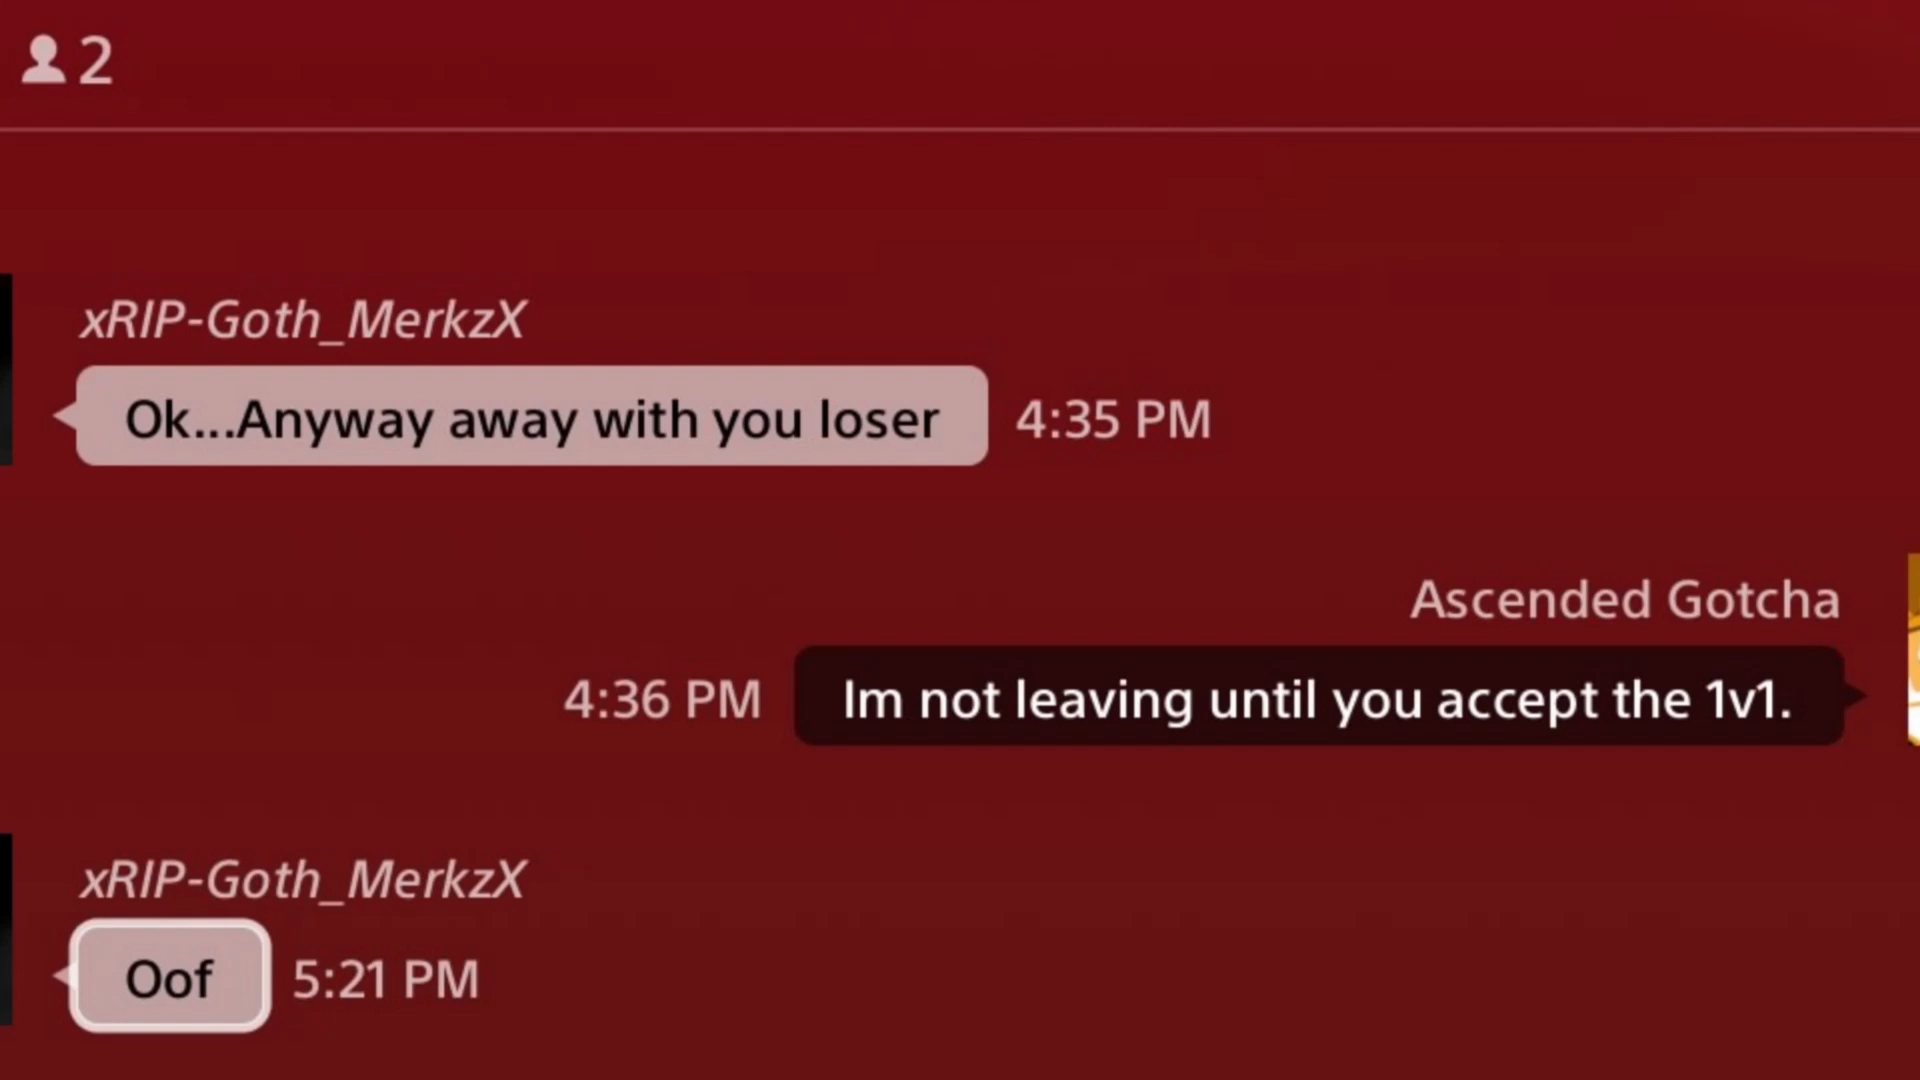 2
xRIP-Goth_MerkzX
Ok...Anyway away with you loser 4:35 PM
Ascended Gotcha
4:36 PM Im not leaving until you accept the 1v1.
xRIP-Goth_MerkzX
Oof 5:21 PM